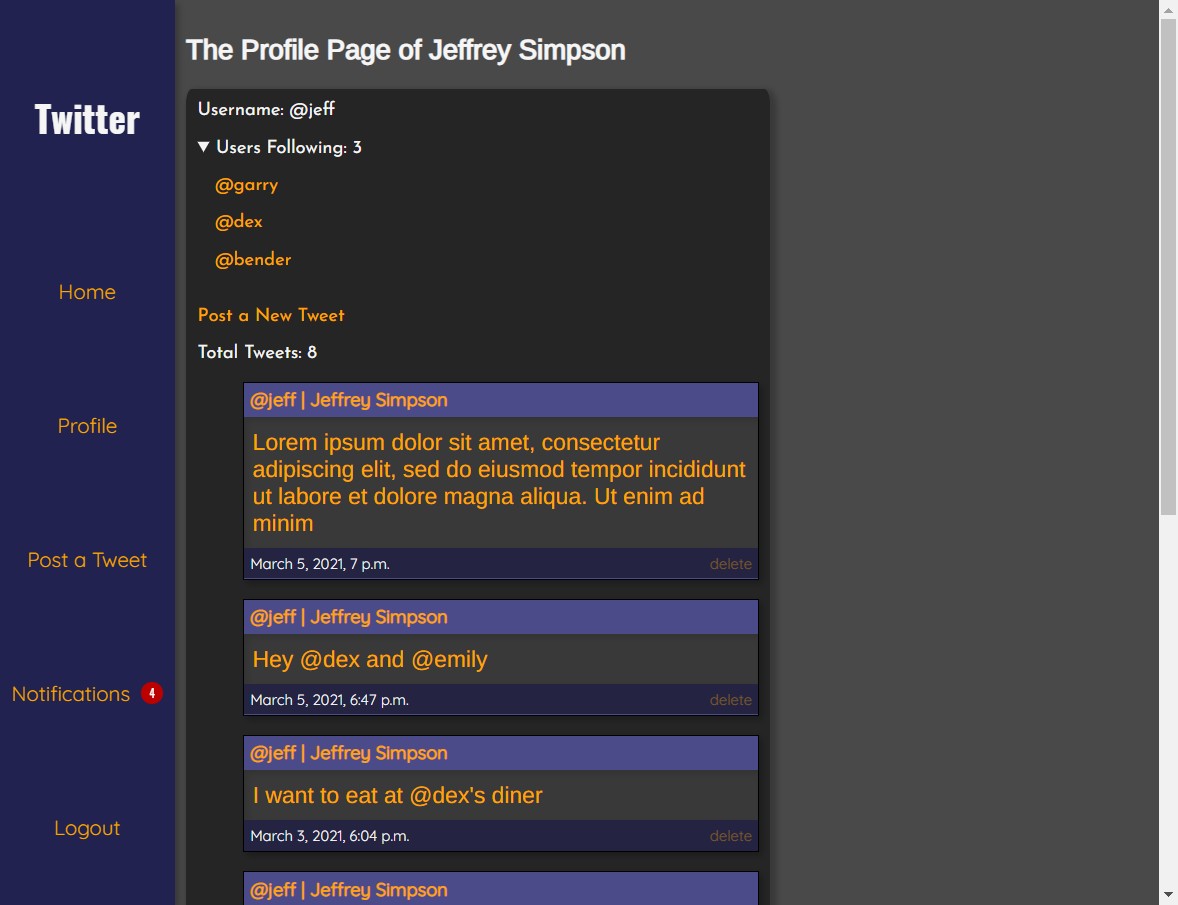 Twitter
Home
Profile
Post a Tweet
Notifications 4
Logout
The Profile Page of Jeffrey Simpson
Username: @jeff
▼ Users Following: 3
@garry
@dex
@bender
Post a New Tweet
Total Tweets: 8
@jeff | Jeffrey Simpson
Lorem ipsum dolor sit amet, consectetur
adipiscing elit, sed do eiusmod tempor incididunt
ut labore et dolore magna aliqua. Ut enim ad
minim
March 5, 2021, 7 p.m. delete
@jeff | Jeffrey Simpson
Hey @dex and @emily
March 5, 2021, 6:47 p.m. delete
@jeff | Jeffrey Simpson
I want to eat at @dex's diner
March 3, 2021, 6:04 p.m. delete
@jeff | Jeffrey Simpson